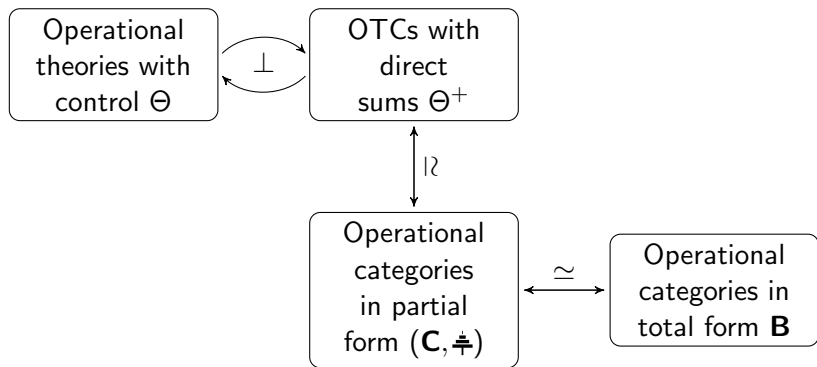 Operational
theories with
control Θ
⊥
OTCs with
direct
sums Θ⁺
≃
Operational
categories
in partial
form (C, ⏚)
≃
Operational
categories in
total form B